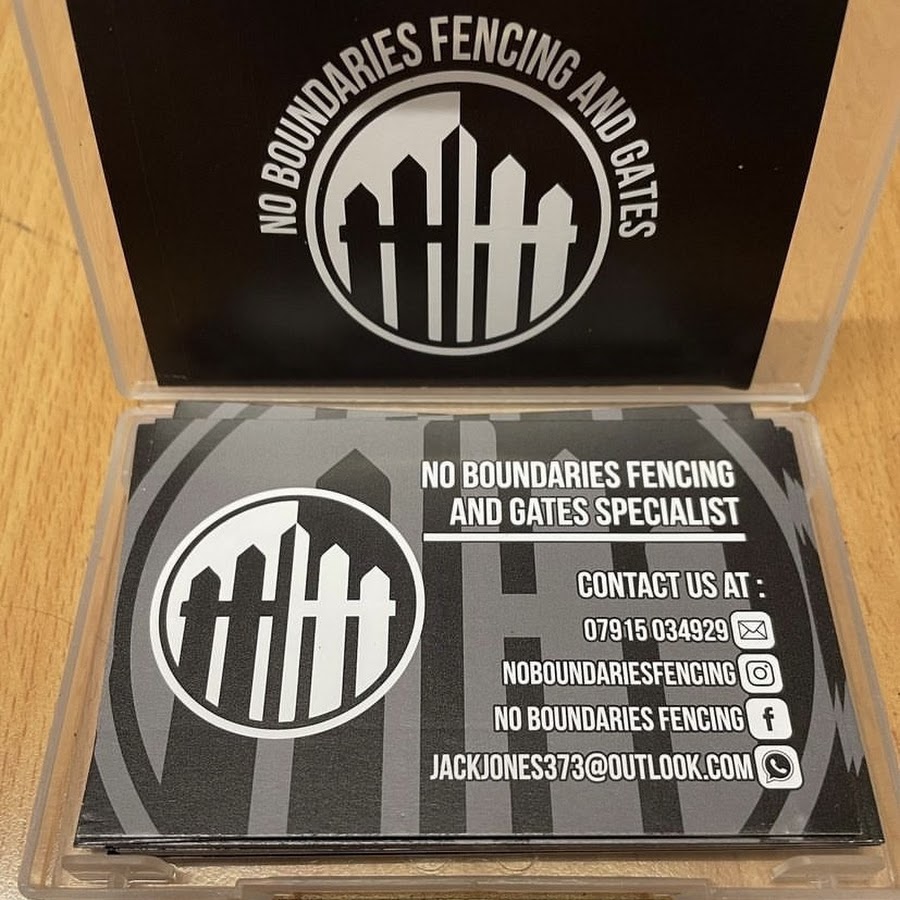 NO BOUNDARIES FENCING AND GATES
NO BOUNDARIES FENCING
AND GATES SPECIALIST
CONTACT US AT :
07915 034929
NOBOUNDARIESFENCING
NO BOUNDARIES FENCING
JACKJONES373@OUTLOOK.COM